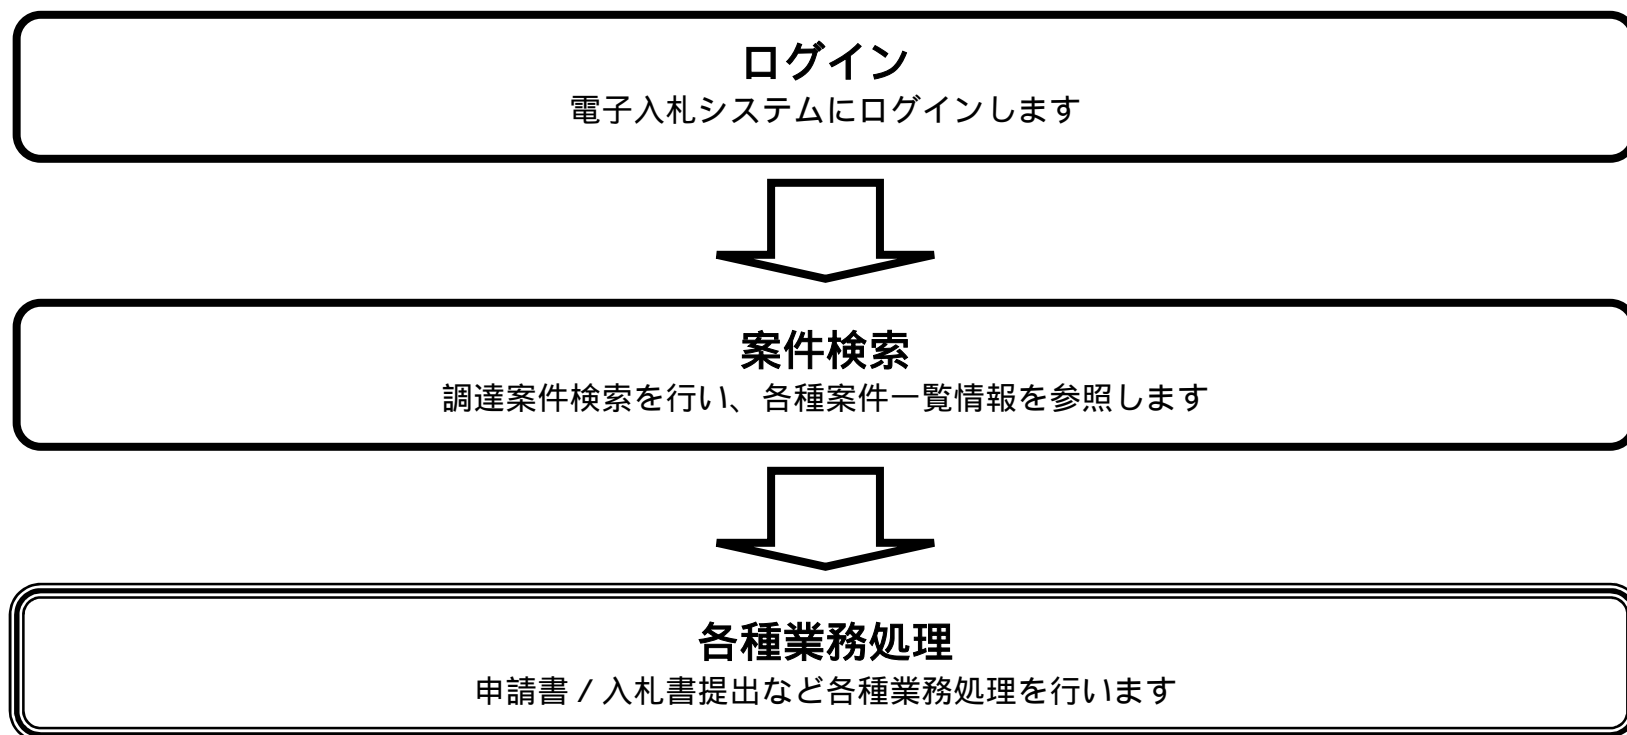 ログイン
電子入札システムにログインします
案件検索
調達案件検索を行い、各種案件一覧情報を参照します
各種業務処理
申請書 / 入札書提出など各種業務処理を行います